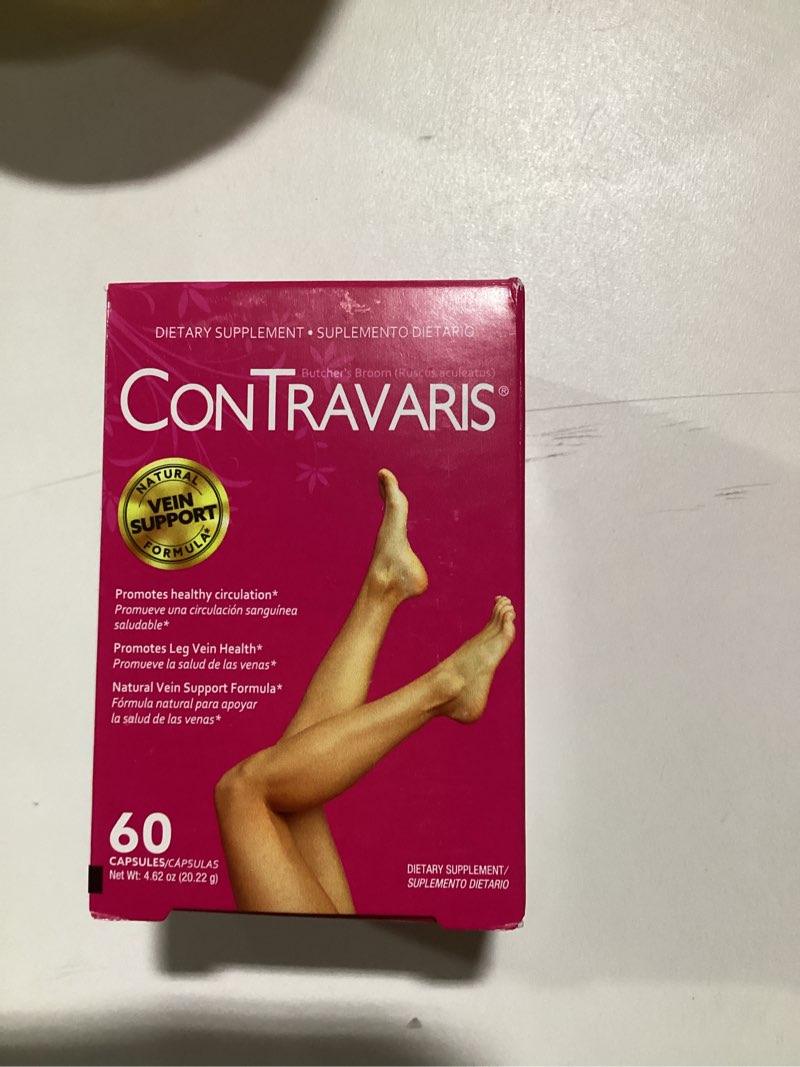 DIETARY SUPPLEMENT • SUPLEMENTO DIETARIO
Butcher's Broom (Ruscus aculeatus)
CONTRAVARIS®
NATURAL
VEIN
SUPPORT
FORMULA*
Promotes healthy circulation*
Promueve una circulación sanguínea
saludable*
Promotes Leg Vein Health*
Promueve la salud de las venas*
Natural Vein Support Formula*
Fórmula natural para apoyar
la salud de las venas*
60
CAPSULES/CÁPSULAS
Net Wt: 4.62 oz (20.22 g)
DIETARY SUPPLEMENT/
SUPLEMENTO DIETARIO